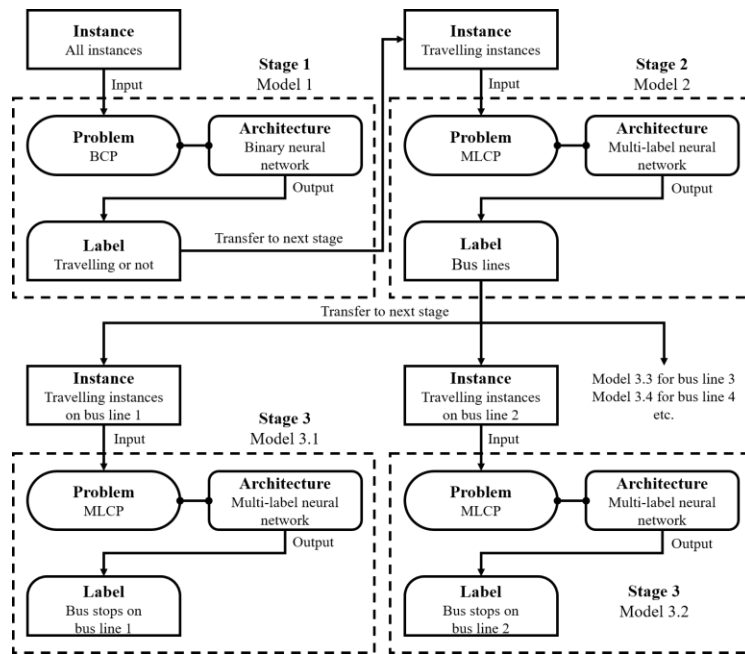 Instance
All instances
Input
Stage 1
Model 1
Problem
BCP
Architecture
Binary neural
network
Output
Label
Travelling or not
Transfer to next stage
Instance
Travelling instances
Input
Stage 2
Model 2
Problem
MLCP
Architecture
Multi-label neural
network
Output
Label
Bus lines
Transfer to next stage
Instance
Travelling instances
on bus line 1
Input
Stage 3
Model 3.1
Problem
MLCP
Architecture
Multi-label neural
network
Output
Label
Bus stops on
bus line 1
Instance
Travelling instances
on bus line 2
Input
Model 3.3 for bus line 3
Model 3.4 for bus line 4
etc.
Problem
MLCP
Architecture
Multi-label neural
network
Output
Label
Bus stops on
bus line 2
Stage 3
Model 3.2